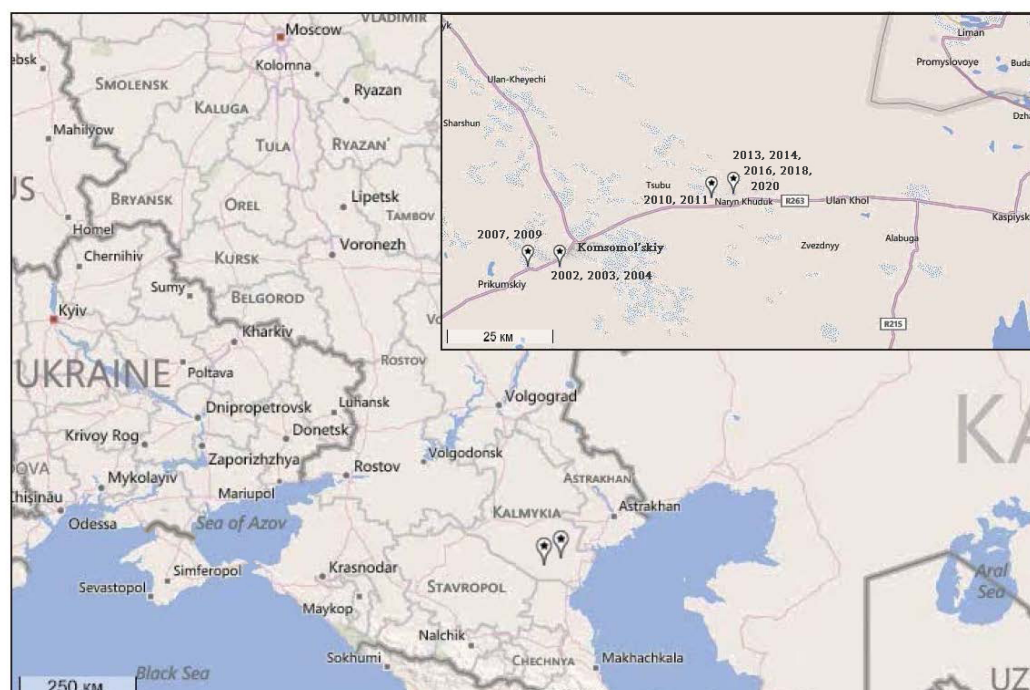 VLADIMIR
Moscow
Kolomna
SMOLENSK
KALUGA
Ryazan
Mahilyow
TULA
RYAZAN'
BRYANSK
OREL
Lipetsk
TAMBOV
Homel
Voronezh
Chernihiv
KURSK
Sumy
BELGOROD
Kyiv
Kharkiv
ROSTOV
UKRAINE
Poltava
Luhansk
Volgograd
Dnipropetrovsk
Krivoy Rog
Donetsk
Volgodonsk
Zaporizhzhya
Rostov
ASTRAKHAN
Mykolayiv
Mariupol
Chişinău
Astrakhan
Odessa
Sea of Azov
KALMYKIA
Simferopol
Krasnodar
STAVROPOL
Sevastopol
Maykop
Aral
Sea
Nalchik
CHECHNYA
Sokhumi
Makhachkala
Black Sea
250 км
KA
UZ
Liman
Promyslovoye
Ulan-Kheyechi
Sharshun
2013, 2014,
2016, 2018,
2020
Tsubu
2010, 2011
Naryn Khuduk
R263
Ulan Khol
Kaspiysk
2007, 2009
Komsomol'skiy
Zvezdnyy
Alabuga
2002, 2003, 2004
Prikumskiy
R215
25 км